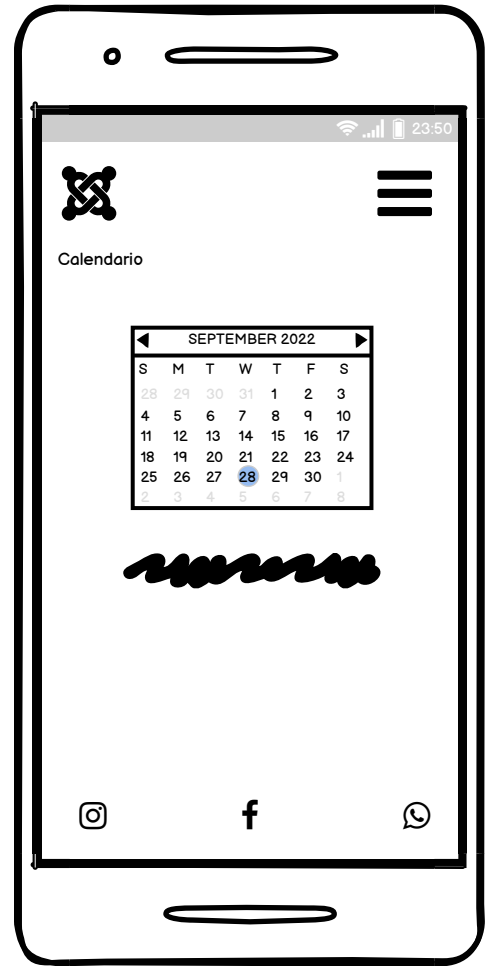 23:50
Calendario
SEPTEMBER 2022
S M T W T F S
28 29 30 31 1 2 3
4 5 6 7 8 9 10
11 12 13 14 15 16 17
18 19 20 21 22 23 24
25 26 27 28 29 30 1
2 3 4 5 6 7 8